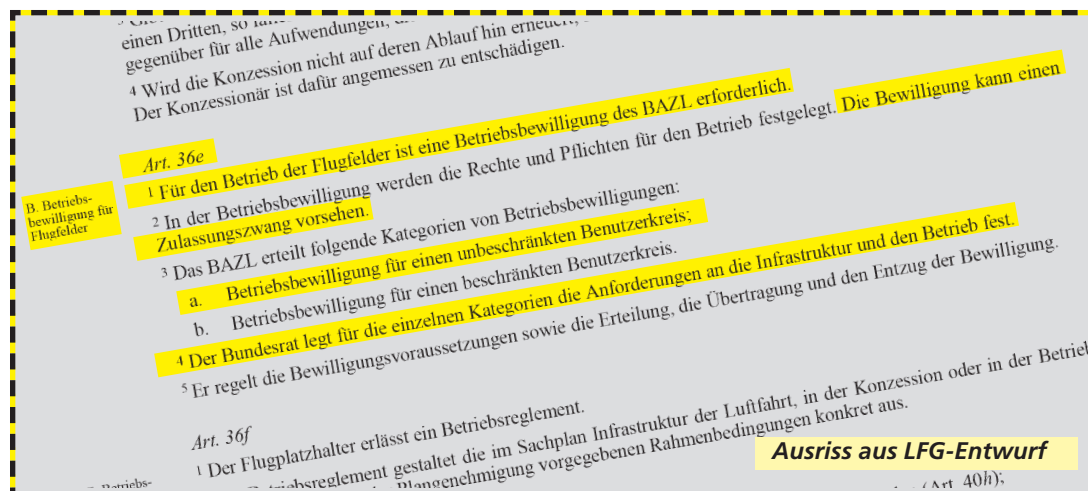 einen Dritten, so
gegenüber für alle Aufwendungen,
4 Wird die Konzession nicht auf deren Ablauf hin erneuert,
Der Konzessionär ist dafür angemessen zu entschädigen.
Art. 36e
B. Betriebs-
bewilligung für
Flugfelder
1 Für den Betrieb der Flugfelder ist eine Betriebsbewilligung des BAZL erforderlich.
2 In der Betriebsbewilligung werden die Rechte und Pflichten für den Betrieb festgelegt. Die Bewilligung kann einen
Zulassungszwang vorsehen.
3 Das BAZL erteilt folgende Kategorien von Betriebsbewilligungen:
a. Betriebsbewilligung für einen unbeschränkten Benutzerkreis;
b. Betriebsbewilligung für einen beschränkten Benutzerkreis.
4 Der Bundesrat legt für die einzelnen Kategorien die Anforderungen an die Infrastruktur und den Betrieb fest.
5 Er regelt die Bewilligungsvoraussetzungen sowie die Erteilung, die Übertragung und den Entzug der Bewilligung.
Art. 36f
1 Der Flugplatzhalter erlässt ein Betriebsreglement.
Betriebsreglement gestaltet die im Sachplan Infrastruktur der Luftfahrt, in der Konzession oder in der Betrieb
Plangenehmigung vorgegebenen Rahmenbedingungen konkret aus.
(Art. 40h);
Ausriss aus LFG-Entwurf